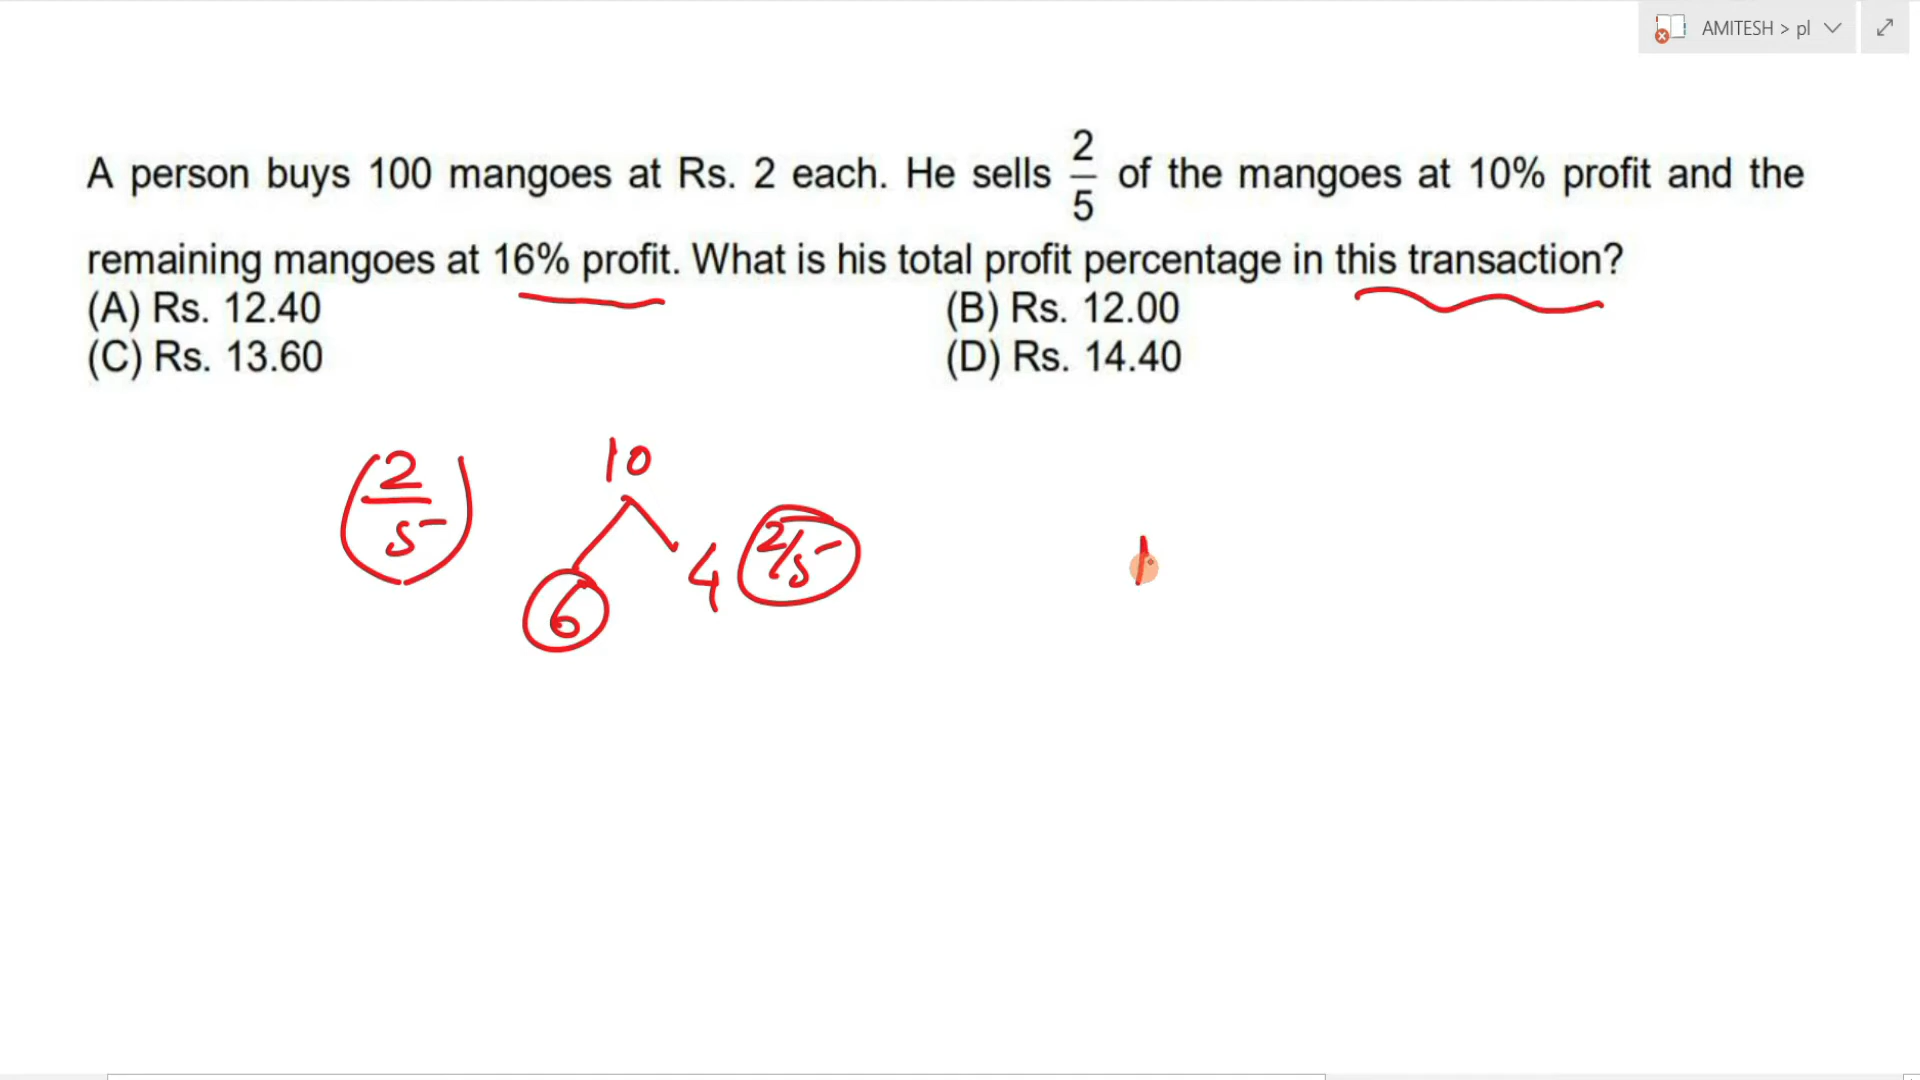 AMITESH > pl
A person buys 100 mangoes at Rs. 2 each. He sells 2/5 of the mangoes at 10% profit and the
remaining mangoes at 16% profit. What is his total profit percentage in this transaction?
(A) Rs. 12.40 (B) Rs. 12.00
(C) Rs. 13.60 (D) Rs. 14.40
2/5 10
6 4 2/5